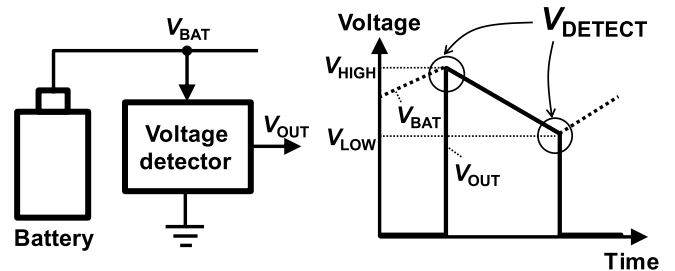 VBAT
Battery
Voltage
detector
VOUT
Voltage
VDETECT
VHIGH
VBAT
VLOW
VOUT
Time